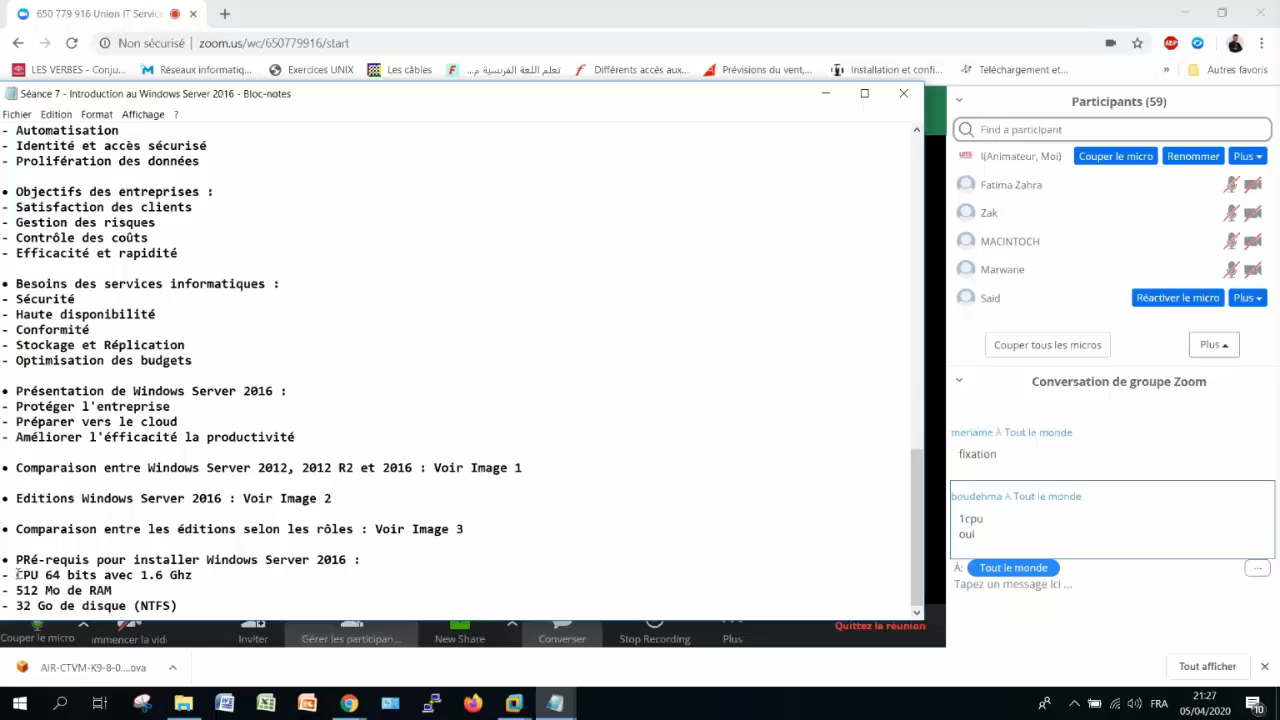 650 779 916 Union IT Service
Non sécurisé | zoom.us/wc/650779916/start
ABP
LES VERBES - Conju...
Réseaux informatiq...
Exercices UNIX
Les câbles
تعلم اللغة الفرنسية م...
Différents accès aux...
Prévisions du vent,...
Installation et confi...
Téléchargement et...
»
Autres favoris
Séance 7 - Introduction au Windows Server 2016 - Bloc-notes
Fichier Edition Format Affichage ?
- Automatisation
- Identité et accès sécurisé
- Prolifération des données
• Objectifs des entreprises :
- Satisfaction des clients
- Gestion des risques
- Contrôle des coûts
- Efficacité et rapidité
• Besoins des services informatiques :
- Sécurité
- Haute disponibilité
- Conformité
- Stockage et Réplication
- Optimisation des budgets
• Présentation de Windows Server 2016 :
- Protéger l'entreprise
- Préparer vers le cloud
- Améliorer l'éfficacité la productivité
• Comparaison entre Windows Server 2012, 2012 R2 et 2016 : Voir Image 1
• Editions Windows Server 2016 : Voir Image 2
• Comparaison entre les éditions selon les rôles : Voir Image 3
• PRé-requis pour installer Windows Server 2016 :
- CPU 64 bits avec 1.6 Ghz
- 512 Mo de RAM
- 32 Go de disque (NTFS)
Participants (59)
Find a participant
I(Animateur, Moi) Couper le micro Renommer Plus
Fatima Zahra
Zak
MACINTOCH
Marwane
Said Réactiver le micro Plus
Couper tous les micros Plus
Conversation de groupe Zoom
meriame À Tout le monde
fixation
boudehma À Tout le monde
1cpu
oui
À: Tout le monde ...
Tapez un message ici ...
Quittez la réunion
Couper le micro
mmencer la vid
Inviter
Gérer les participan...
New Share
Converser
Stop Recording
Plus
AIR-CTVM-K9-8-0....ova
Tout afficher
FRA
21:27
05/04/2020
10